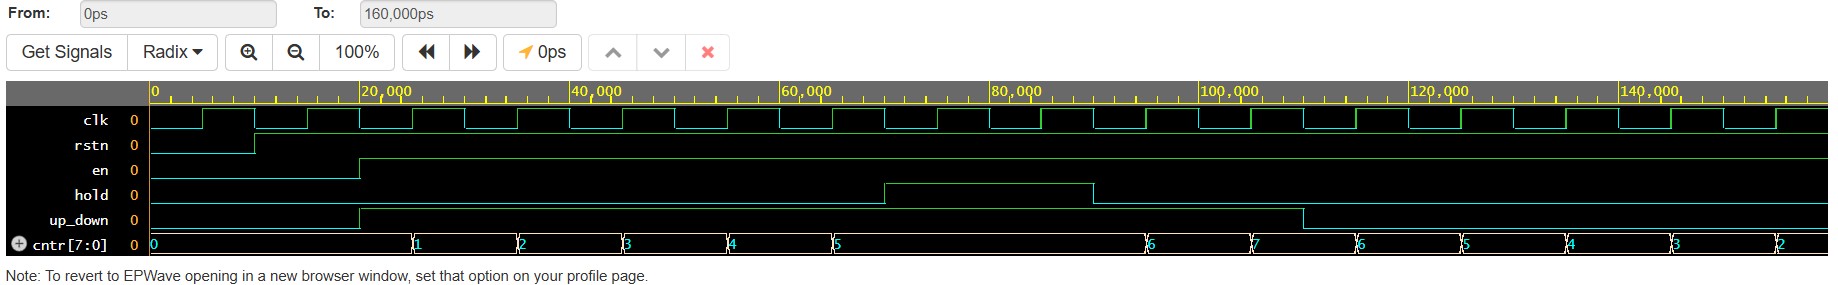 From: 0ps To: 160,000ps
Get Signals Radix 100% 0ps
0 20,000 40,000 60,000 80,000 100,000 120,000 140,000
clk 0
rstn 0
en 0
hold 0
up_down 0
cntr[7:0] 0 0 1 2 3 4 5 6 7 6 5 4 3 2
Note: To revert to EPWave opening in a new browser window, set that option on your profile page.